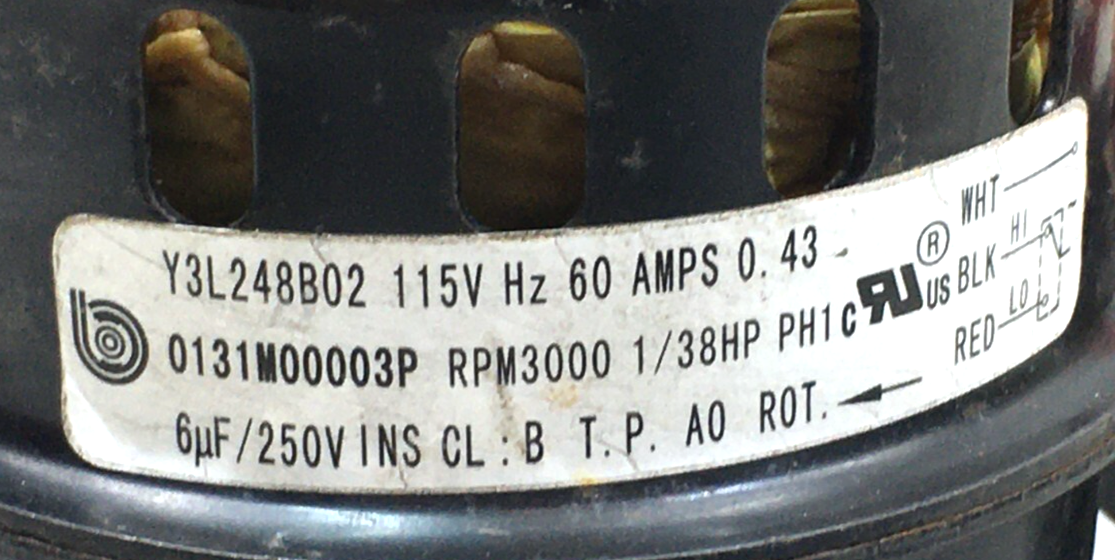 Y3L248B02 115V Hz 60 AMPS 0.43
0131M00003P RPM3000 1/38HP PH1
6µF/250V INS CL : B T. P. AO ROT.
c RU ® US
WHT
HI
BLK
LO
RED